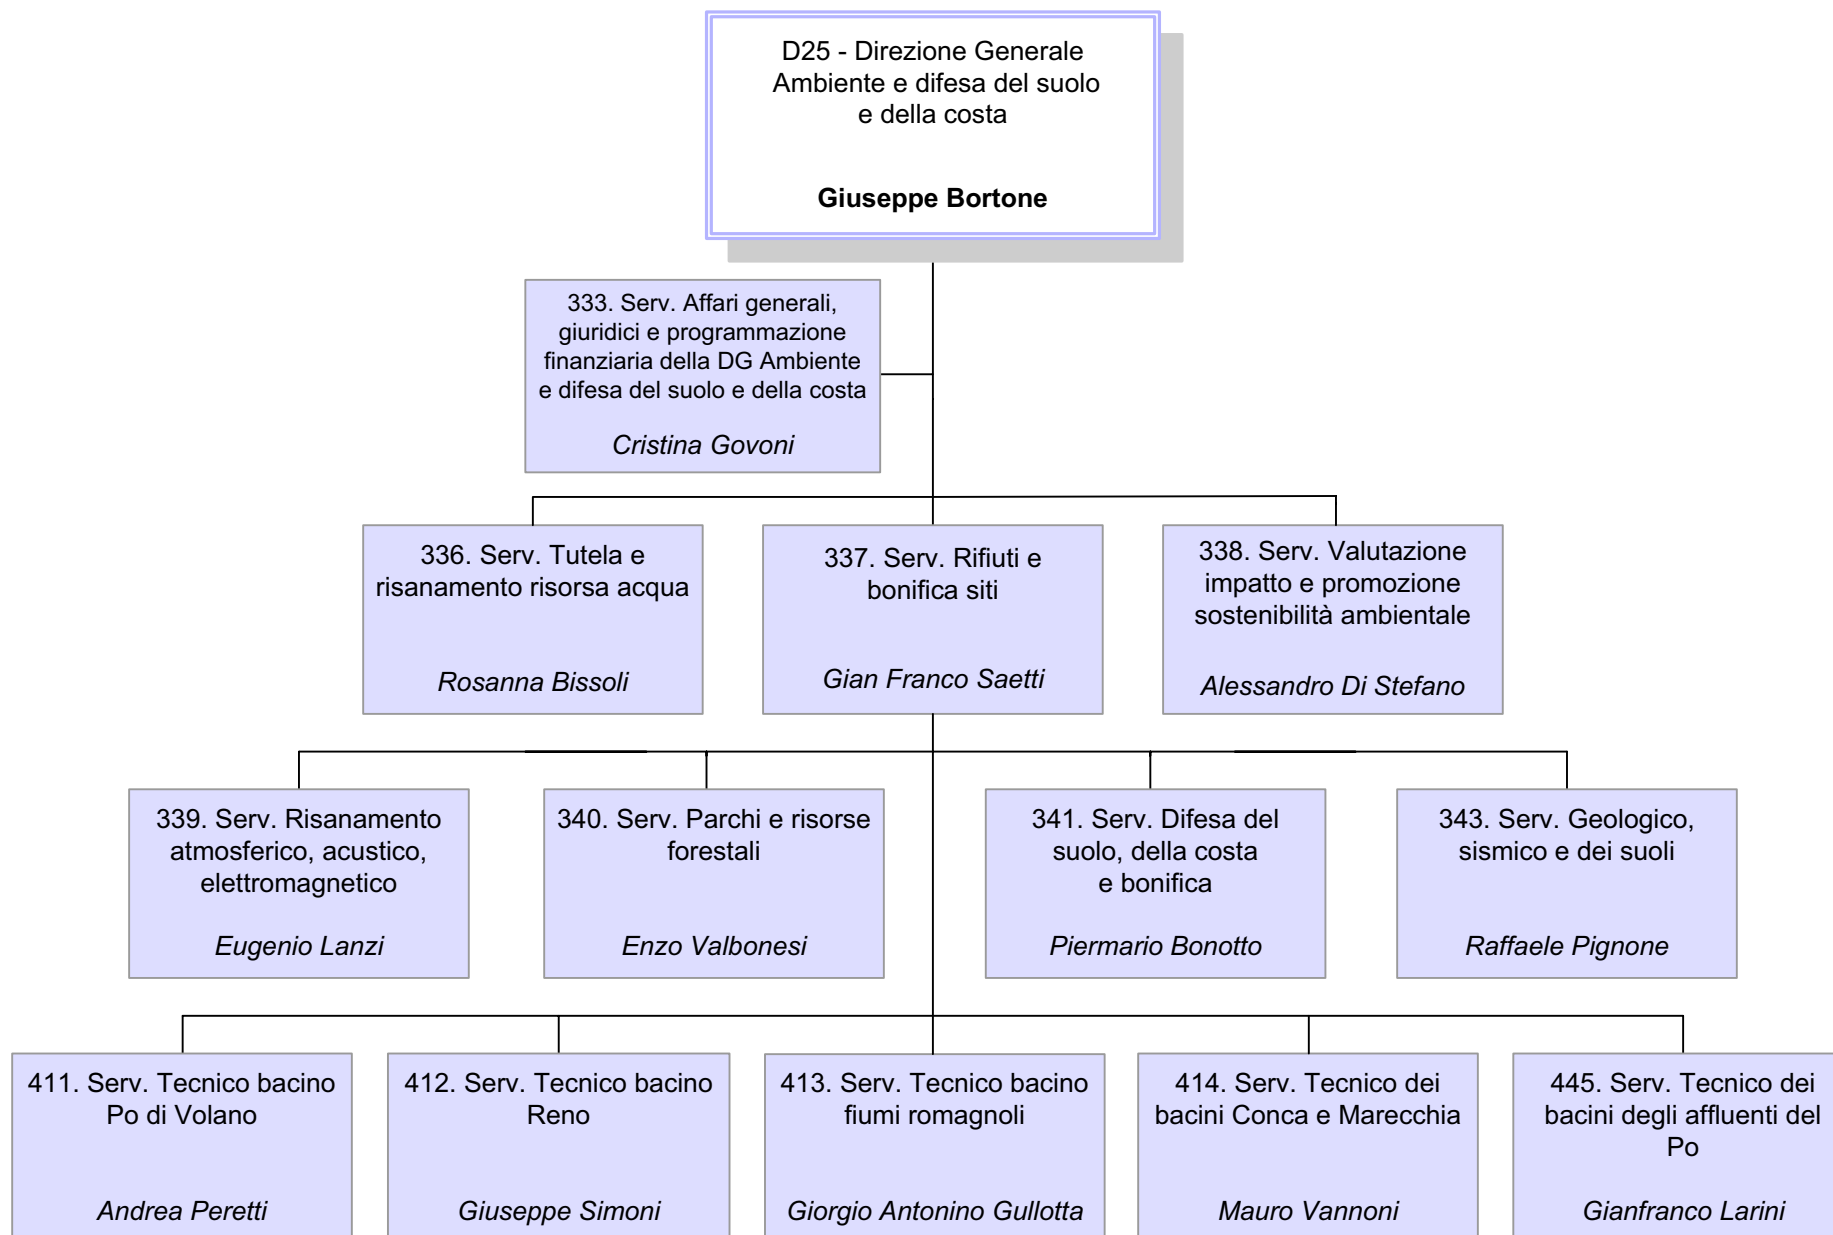 D25 - Direzione Generale
Ambiente e difesa del suolo
e della costa
Giuseppe Bortone
333. Serv. Affari generali,
giuridici e programmazione
finanziaria della DG Ambiente
e difesa del suolo e della costa
Cristina Govoni
336. Serv. Tutela e
risanamento risorsa acqua
Rosanna Bissoli
337. Serv. Rifiuti e
bonifica siti
Gian Franco Saetti
338. Serv. Valutazione
impatto e promozione
sostenibilità ambientale
Alessandro Di Stefano
339. Serv. Risanamento
atmosferico, acustico,
elettromagnetico
Eugenio Lanzi
340. Serv. Parchi e risorse
forestali
Enzo Valbonesi
341. Serv. Difesa del
suolo, della costa
e bonifica
Piermario Bonotto
343. Serv. Geologico,
sismico e dei suoli
Raffaele Pignone
411. Serv. Tecnico bacino
Po di Volano
Andrea Peretti
412. Serv. Tecnico bacino
Reno
Giuseppe Simoni
413. Serv. Tecnico bacino
fiumi romagnoli
Giorgio Antonino Gullotta
414. Serv. Tecnico dei
bacini Conca e Marecchia
Mauro Vannoni
445. Serv. Tecnico dei
bacini degli affluenti del
Po
Gianfranco Larini